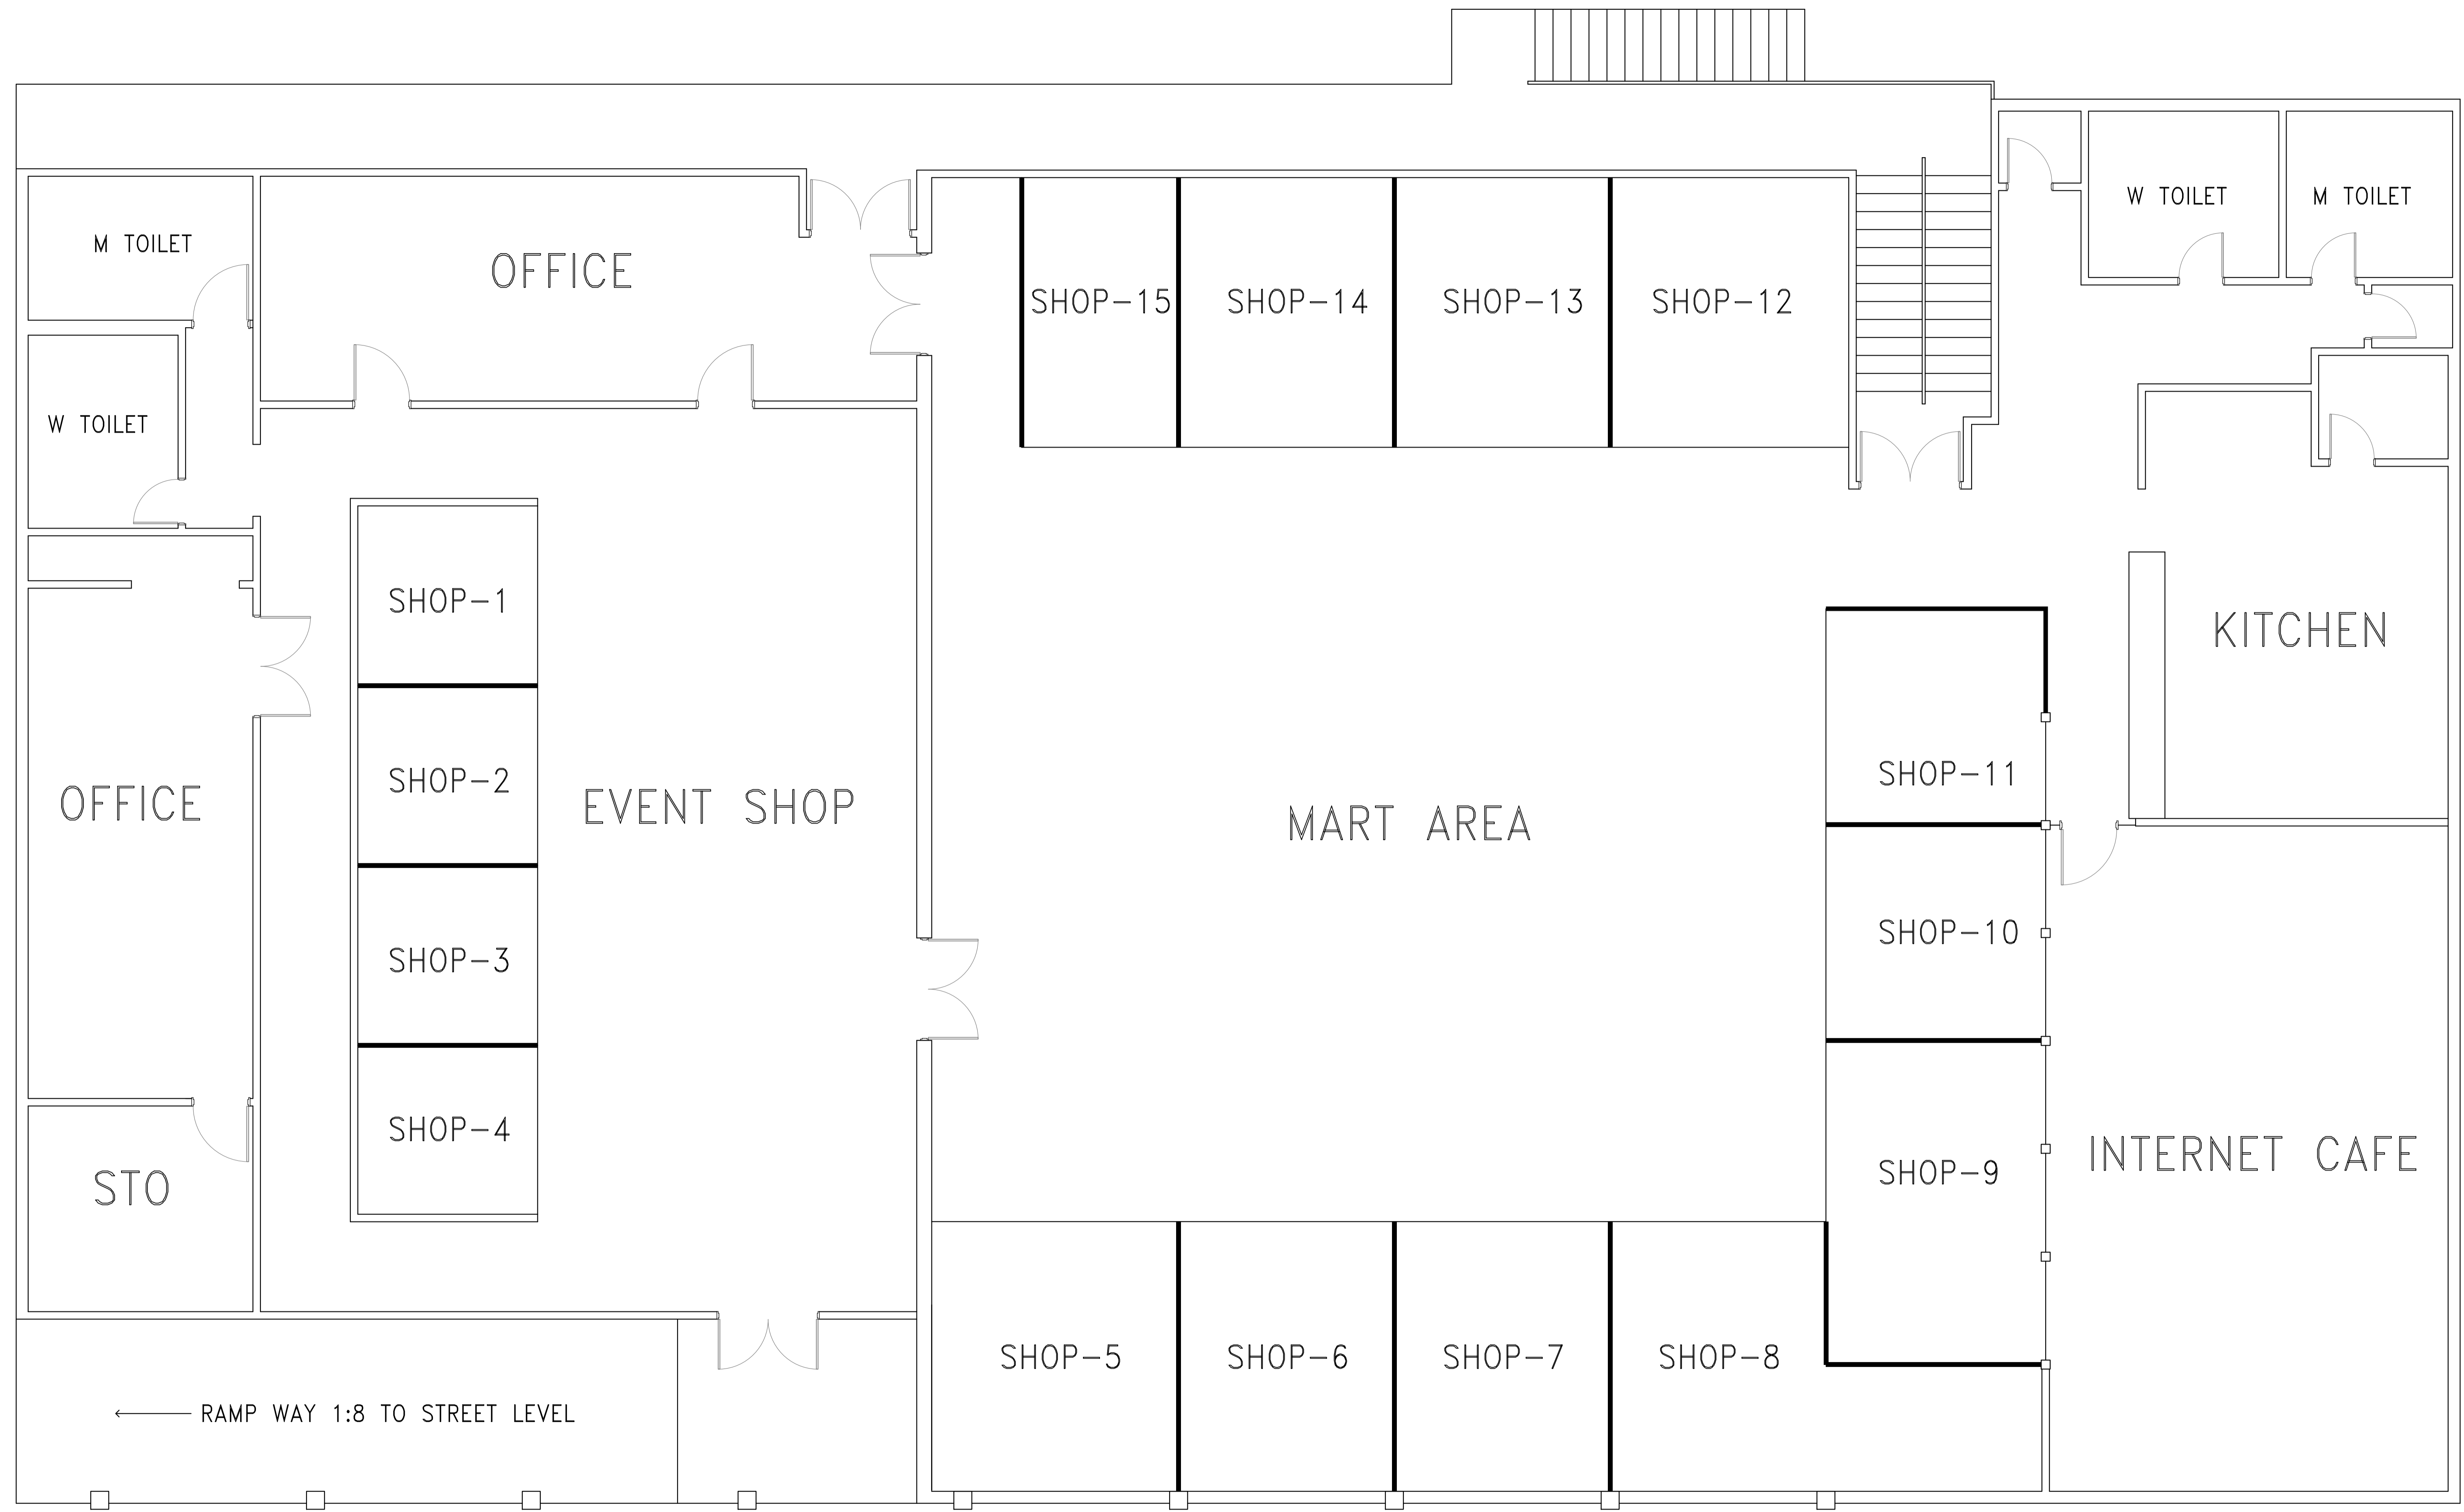 W TOILET
M TOILET
M TOILET
OFFICE
SHOP-15
SHOP-14
SHOP-13
SHOP-12
W TOILET
SHOP-1
KITCHEN
SHOP-2
SHOP-11
OFFICE
EVENT SHOP
MART AREA
SHOP-3
SHOP-10
SHOP-4
INTERNET CAFE
SHOP-9
STO
SHOP-5
SHOP-6
SHOP-7
SHOP-8
RAMP WAY 1:8 TO STREET LEVEL